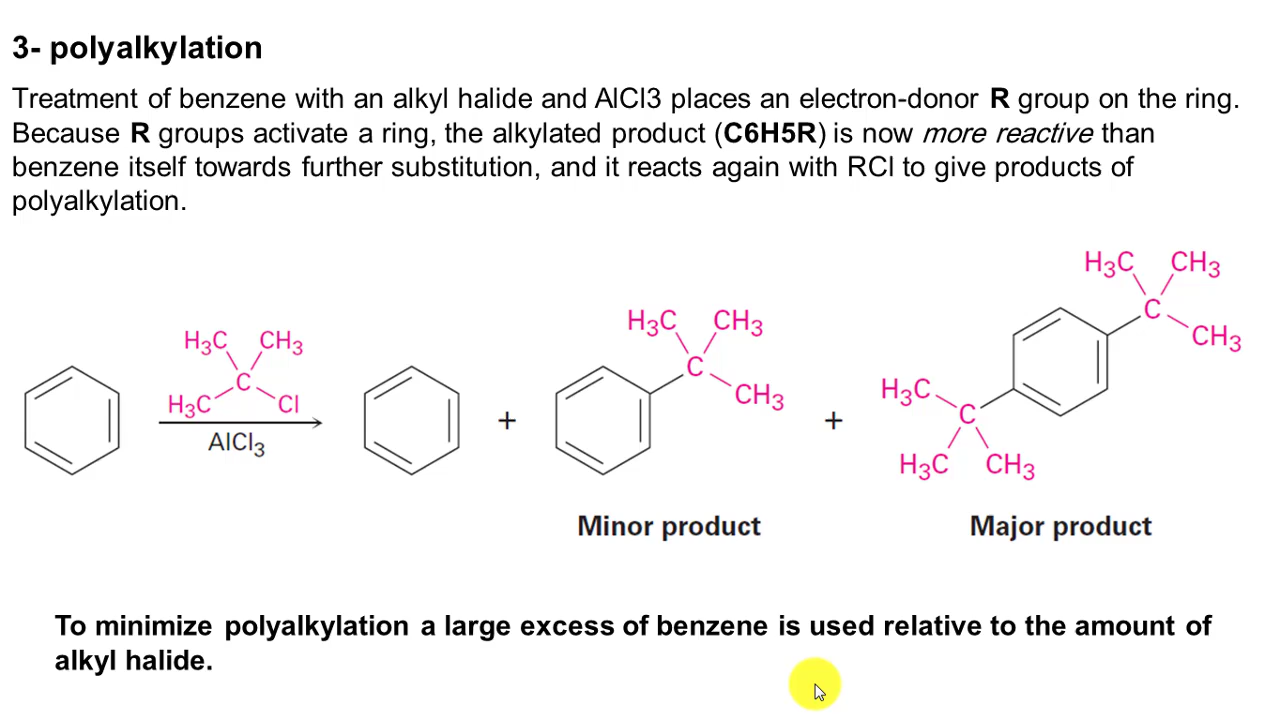 3- polyalkylation
Treatment of benzene with an alkyl halide and AlCl3 places an electron-donor R group on the ring.
Because R groups activate a ring, the alkylated product (C6H5R) is now more reactive than
benzene itself towards further substitution, and it reacts again with RCl to give products of
polyalkylation.
H₃C CH₃
C
H₃C Cl
AlCl₃
+
H₃C CH₃
C
CH₃
+
H₃C CH₃
C
CH₃
H₃C
C
H₃C CH₃
Minor product
Major product
To minimize polyalkylation a large excess of benzene is used relative to the amount of
alkyl halide.